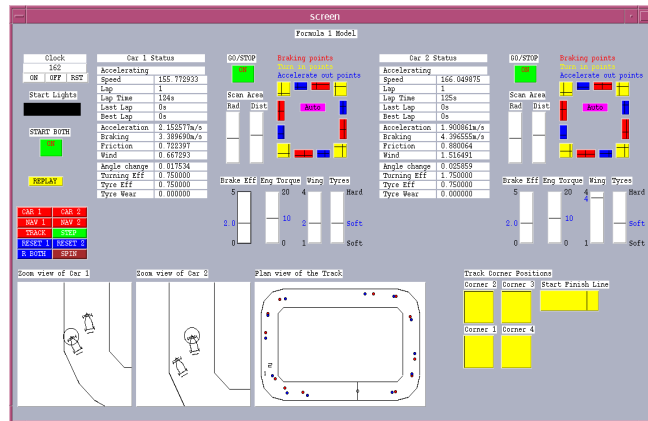 screen
Formula 1 Model
Clock
162
ON OFF RST
Start Lights
START BOTH
ON
REPLAY
CAR 1 CAR 2
NAV 1 NAV 2
TRACK STEP
RESET 1 RESET 2
R BOTH SPIN
Car 1 Status
Accelerating
Speed 155.772933
Lap 1
Lap Time 124s
Last Lap 0s
Best Lap 0s
Acceleration 2.152577m/s
Braking 3.389690m/s
Friction 0.722397
Wind 0.667293
Angle change 0.017534
Turning Eff 0.750000
Tyre Eff 0.750000
Tyre Wear 0.000000
GO/STOP
ON
Scan Area
Rad Dist
Braking points
Turn in points
Accelerate out points
Auto
Brake Eff Eng Torque Wing Tyres
5 20 4 Hard
2.0 10 2 Soft
0 0 1 Soft
Car 2 Status
Accelerating
Speed 166.049875
Lap 1
Lap Time 125s
Last Lap 0s
Best Lap 0s
Acceleration 1.900861m/s
Braking 4.396555m/s
Friction 0.880064
Wind 1.516491
Angle change 0.025859
Turning Eff 1.750000
Tyre Eff 0.750000
Tyre Wear 0.000000
GO/STOP
ON
Scan Area
Rad Dist
Braking points
Turn in points
Accelerate out points
Auto
Brake Eff Eng Torque Wing Tyres
5 20 4 Hard
4
2.0 10 Soft
0 0 1 Soft
Zoom view of Car 1
Zoom view of Car 2
Plan view of the Track
Track Corner Positions
Corner 2 Corner 3 Start Finish Line
Corner 1 Corner 4